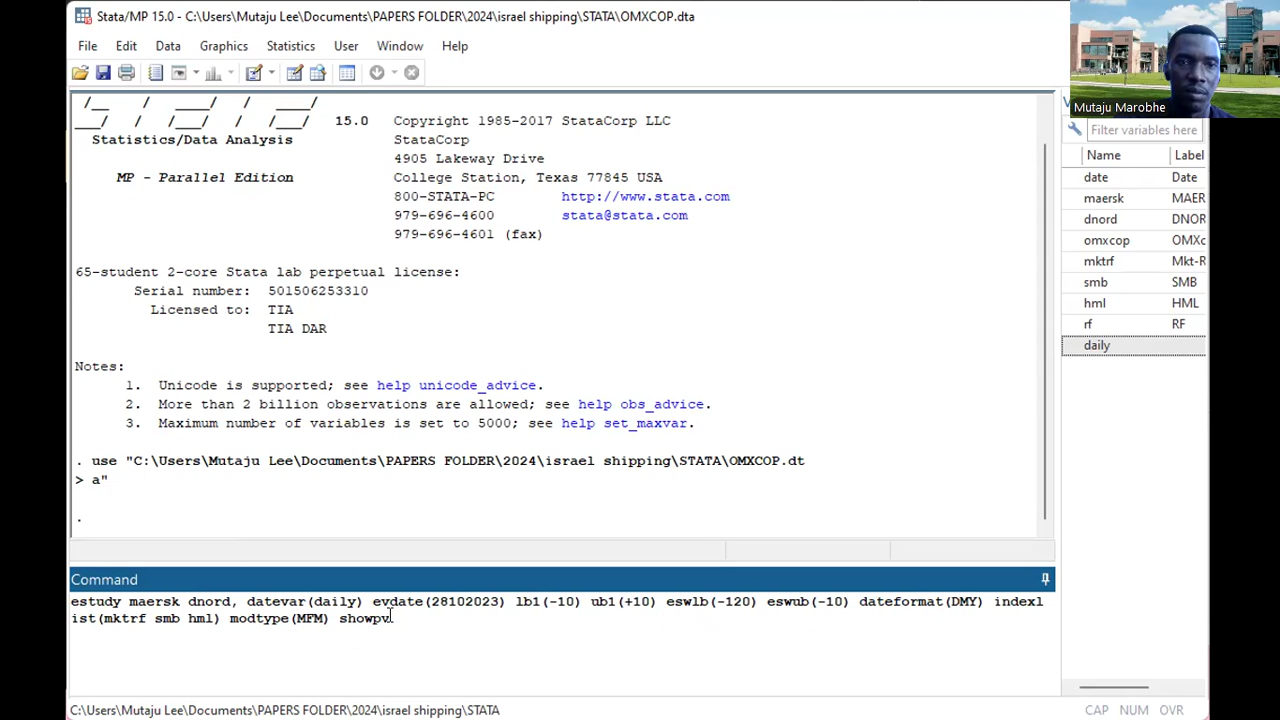 Stata/MP 15.0 - C:\Users\Mutaju Lee\Documents\PAPERS FOLDER\2024\israel shipping\STATA\OMXCOP.dta
File Edit Data Graphics Statistics User Window Help
Mutaju Marobhe
15.0 Copyright 1985-2017 StataCorp LLC
Statistics/Data Analysis StataCorp
4905 Lakeway Drive
MP - Parallel Edition College Station, Texas 77845 USA
800-STATA-PC http://www.stata.com
979-696-4600 stata@stata.com
979-696-4601 (fax)
65-student 2-core Stata lab perpetual license:
Serial number: 501506253310
Licensed to: TIA
TIA DAR
Notes:
1. Unicode is supported; see help unicode_advice.
2. More than 2 billion observations are allowed; see help obs_advice.
3. Maximum number of variables is set to 5000; see help set_maxvar.
. use "C:\Users\Mutaju Lee\Documents\PAPERS FOLDER\2024\israel shipping\STATA\OMXCOP.dt
> a"
.
Command
estudy maersk dnord, datevar(daily) evdate(28102023) lb1(-10) ub1(+10) eswlb(-120) eswub(-10) dateformat(DMY) indexl
ist(mktrf smb hml) modtype(MFM) showpv
Filter variables here
Name Label
date Date
maersk MAER
dnord DNOR
omxcop OMXc
mktrf Mkt-R
smb SMB
hml HML
rf RF
daily
C:\Users\Mutaju Lee\Documents\PAPERS FOLDER\2024\israel shipping\STATA
CAP NUM OVR